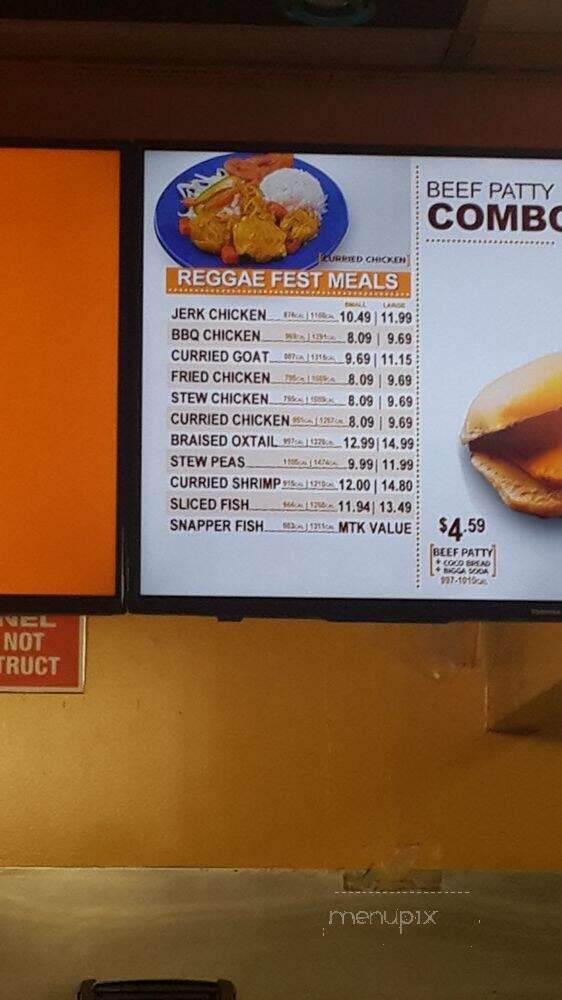 [CURRIED CHICKEN]
REGGAE FEST MEALS
SMALL LARGE
JERK CHICKEN 10.49 | 11.99
BBQ CHICKEN 8.09 | 9.69
CURRIED GOAT 9.69 | 11.15
FRIED CHICKEN 8.09 | 9.69
STEW CHICKEN 8.09 | 9.69
CURRIED CHICKEN 8.09 | 9.69
BRAISED OXTAIL 12.99 | 14.99
STEW PEAS 9.99 | 11.99
CURRIED SHRIMP 12.00 | 14.80
SLICED FISH 11.94 | 13.49
SNAPPER FISH MTK VALUE
BEEF PATTY
COMBO
$4.59
[BEEF PATTY]
+ COCO BREAD
+ BIGGA SODA
997-1010CAL
TOSHIBA
NEL
NOT
TRUCT
menupix